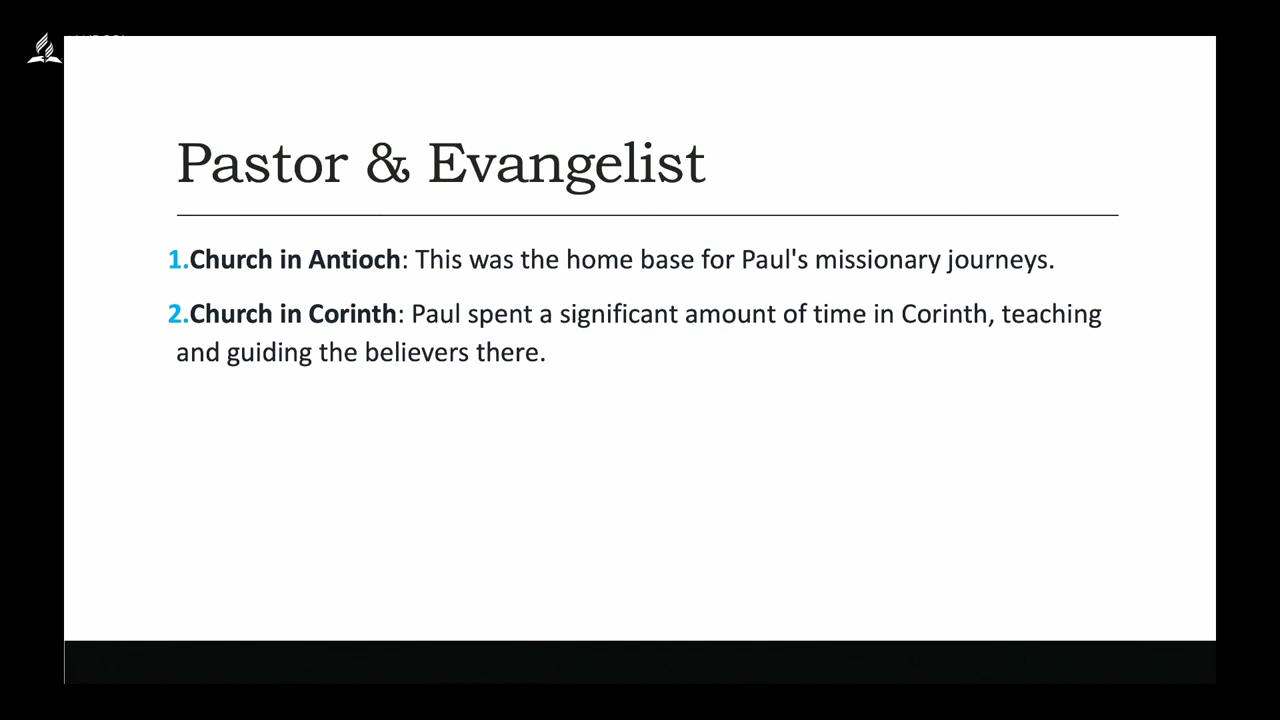 Pastor & Evangelist
1.Church in Antioch: This was the home base for Paul's missionary journeys.
2.Church in Corinth: Paul spent a significant amount of time in Corinth, teaching
and guiding the believers there.